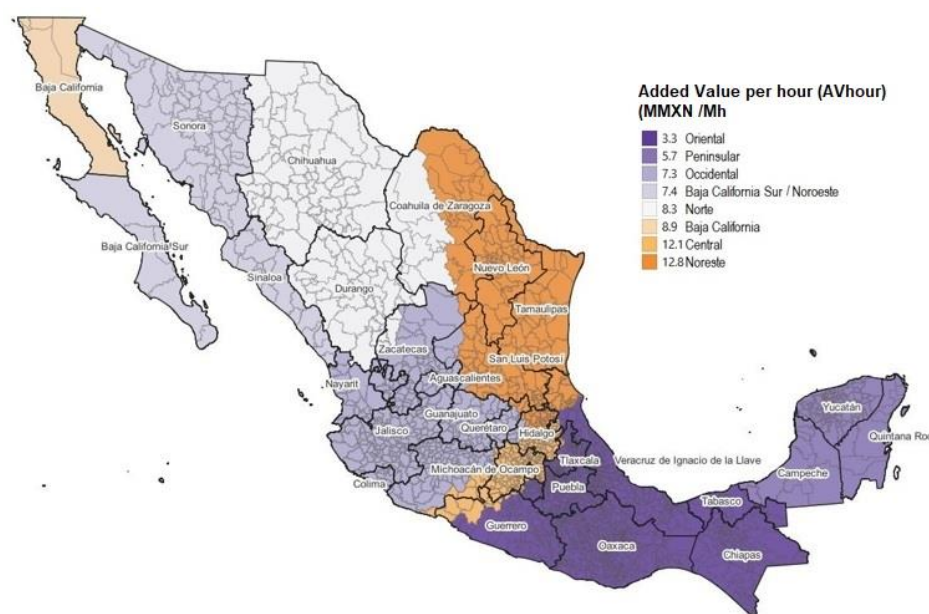 Added Value per hour (AVhour)
(MMXN /Mh
3.3 Oriental
5.7 Peninsular
7.3 Occidental
7.4 Baja California Sur / Noroeste
8.3 Norte
8.9 Baja California
12.1 Central
12.8 Noreste
Baja California
Sonora
Chihuahua
Coahuila de Zaragoza
Baja California Sur
Sinaloa
Durango
Nuevo León
Tamaulipas
Zacatecas
San Luis Potosí
Nayarit
Aguascalientes
Guanajuato
Jalisco
Querétaro
Hidalgo
Yucatán
Quintana Roo
Colima
Michoacán de Ocampo
Tlaxcala
Veracruz de Ignacio de la Llave
Campeche
Puebla
Tabasco
Guerrero
Oaxaca
Chiapas